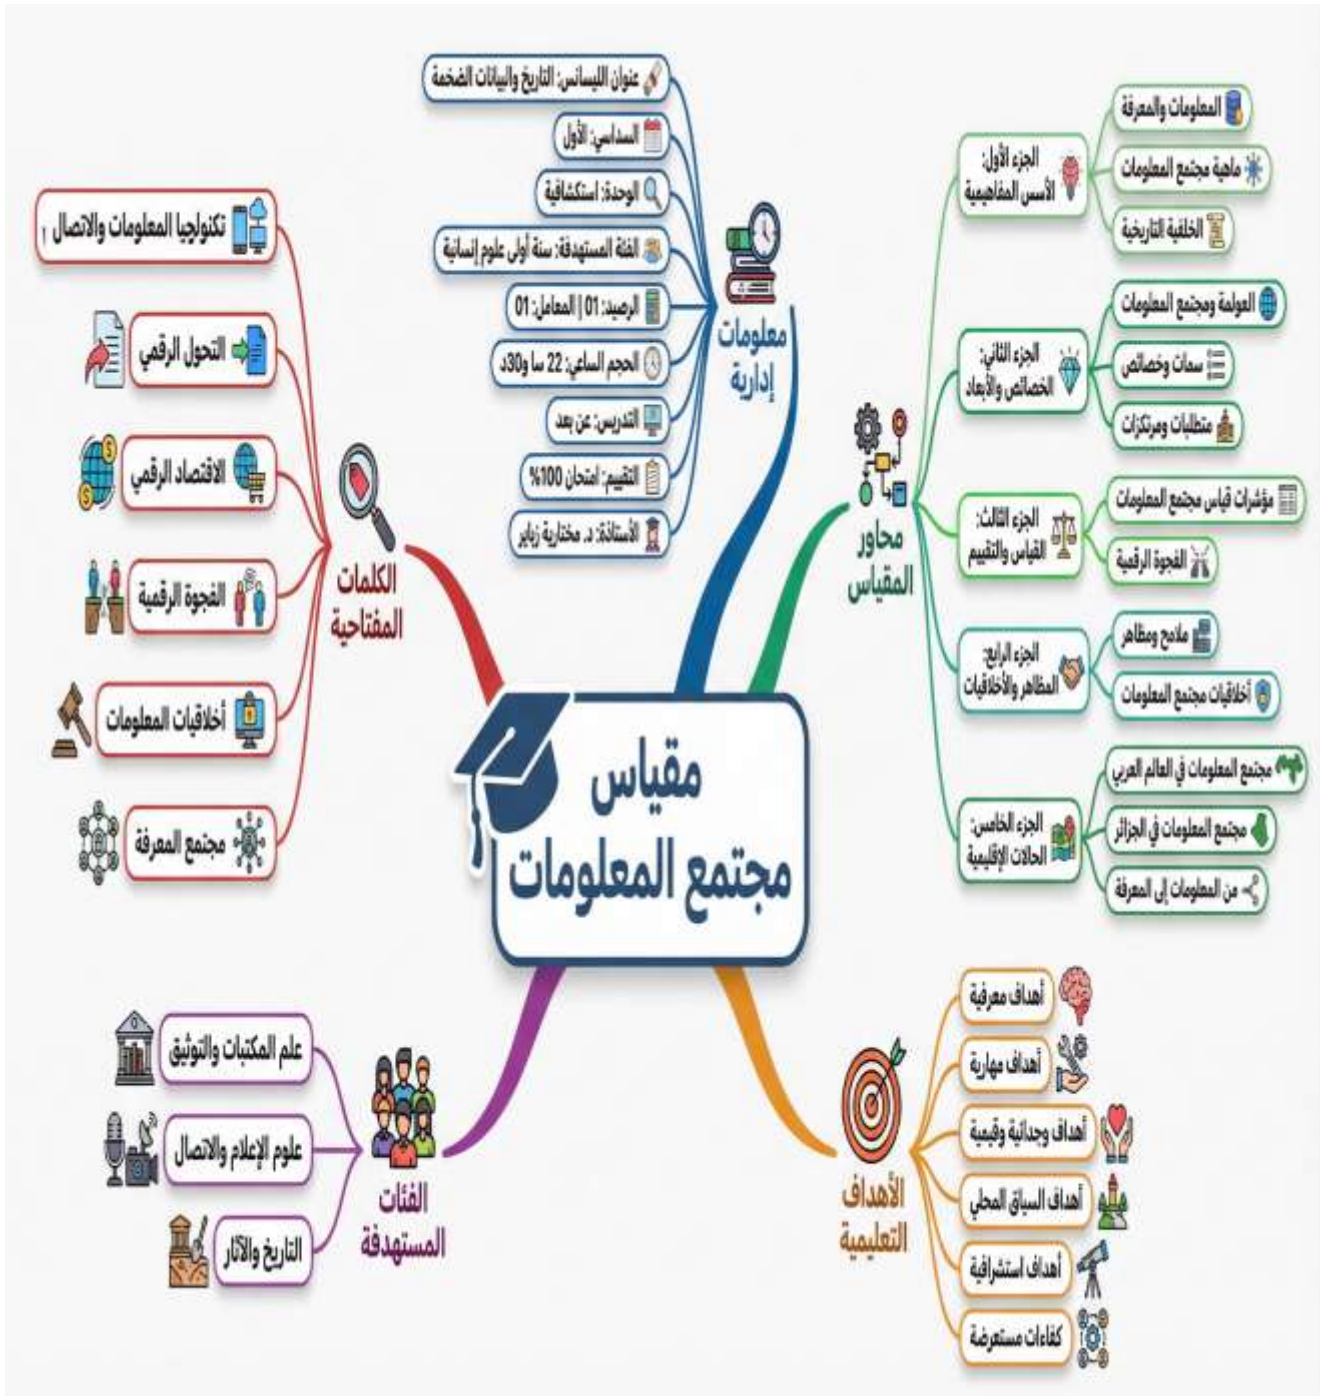 مقياس
مجتمع المعلومات
معلومات
إدارية
عنوان الليسانس: التاريخ والبيانات الضخمة
السداسي: الأول
الوحدة: استكشافية
الفئة المستهدفة: سنة أولى علوم إنسانية
الرصيد: 01 | المعامل: 01
الحجم الساعي: 22 سا و30د
التدريس: عن بعد
التقييم: امتحان 100%
الأستاذة: د. مختارية زبابر
محاور
المقياس
الجزء الأول:
الأسس المفاهيمية
المعلومات والمعرفة
ماهية مجتمع المعلومات
الخلفية التاريخية
الجزء الثاني:
الخصائص والأبعاد
العولمة ومجتمع المعلومات
سمات وخصائص
متطلبات ومرتكزات
الجزء الثالث:
القياس والتقييم
مؤشرات قياس مجتمع المعلومات
الفجوة الرقمية
الجزء الرابع:
المظاهر والأخلاقيات
ملامح ومظاهر
أخلاقيات مجتمع المعلومات
الجزء الخامس:
الحالات الإقليمية
مجتمع المعلومات في العالم العربي
مجتمع المعلومات في الجزائر
من المعلومات إلى المعرفة
الأهداف
التعليمية
أهداف معرفية
أهداف مهارية
أهداف وجدانية وقيمية
أهداف السياق المحلي
أهداف استشرافية
كفاءات مستعرضة
الكلمات
المفتاحية
تكنولوجيا المعلومات والاتصال
التحول الرقمي
الاقتصاد الرقمي
الفجوة الرقمية
أخلاقيات المعلومات
مجتمع المعرفة
الفئات
المستهدفة
علم المكتبات والتوثيق
علوم الإعلام والاتصال
التاريخ والآثار